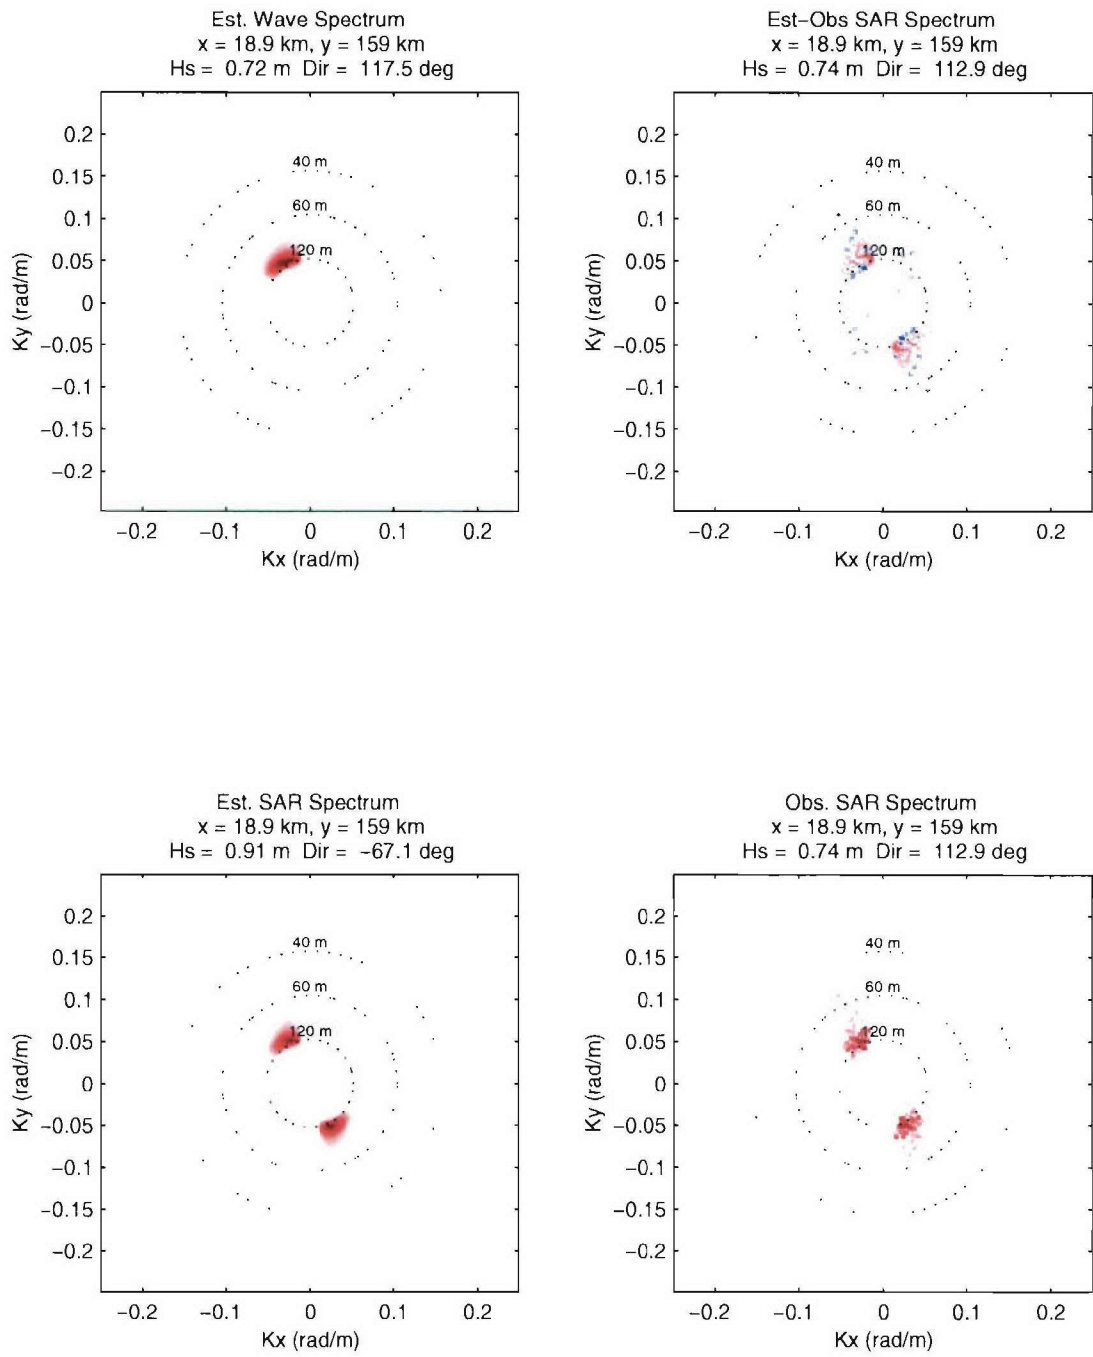 Est. Wave Spectrum
x = 18.9 km, y = 159 km
Hs = 0.72 m Dir = 117.5 deg
0.2
0.15
0.1
0.05
0
−0.05
−0.1
−0.15
−0.2
Ky (rad/m)
40 m
60 m
120 m
−0.2 −0.1 0 0.1 0.2
Kx (rad/m)
Est−Obs SAR Spectrum
x = 18.9 km, y = 159 km
Hs = 0.74 m Dir = 112.9 deg
0.2
0.15
0.1
0.05
0
−0.05
−0.1
−0.15
−0.2
Ky (rad/m)
40 m
60 m
120 m
−0.2 −0.1 0 0.1 0.2
Kx (rad/m)
Est. SAR Spectrum
x = 18.9 km, y = 159 km
Hs = 0.91 m Dir = −67.1 deg
0.2
0.15
0.1
0.05
0
−0.05
−0.1
−0.15
−0.2
Ky (rad/m)
40 m
60 m
120 m
−0.2 −0.1 0 0.1 0.2
Kx (rad/m)
Obs. SAR Spectrum
x = 18.9 km, y = 159 km
Hs = 0.74 m Dir = 112.9 deg
0.2
0.15
0.1
0.05
0
−0.05
−0.1
−0.15
−0.2
Ky (rad/m)
40 m
60 m
120 m
−0.2 −0.1 0 0.1 0.2
Kx (rad/m)